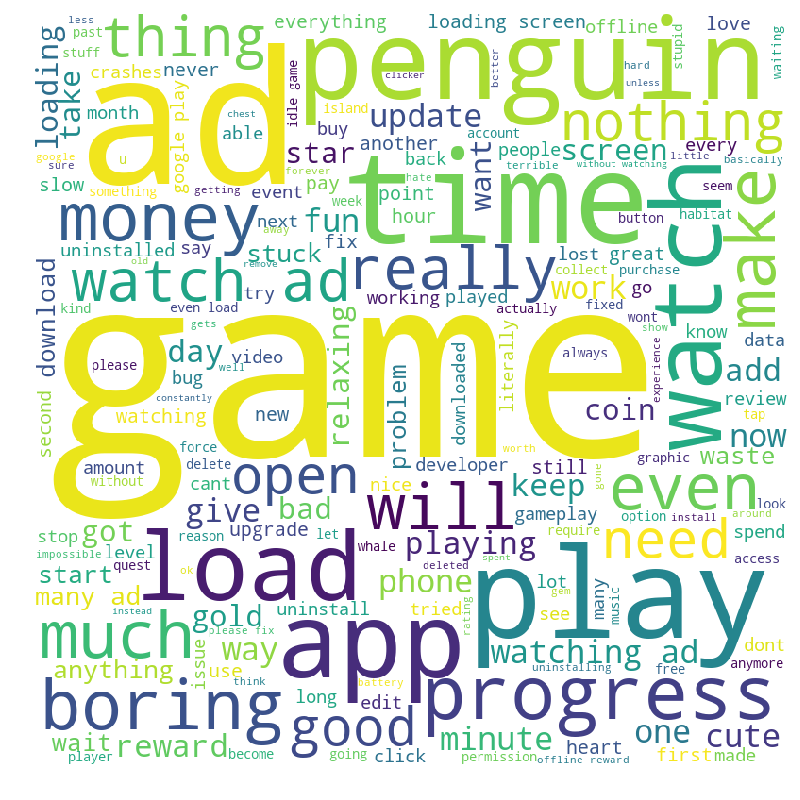 less
past
stuff
everything
loading screen
offline
love
stupid
waiting
thing
ad
penguin
crashes
never
idle game
clicker
better
hard
unless
loading
take
month
google play
chest
able
island
buy
update
account
nothing
google
sure
u
something
getting
forever
star
another
back
people
screen
every
little
basically
slow
event
pay
week
hate
point
terrible
without watching
want
seem
money
next
fun
fix
hour
time
button
habitat
watch
make
uninstalled
say
away
stuck
lost
great
download
watch ad
old
remove
try
really
working
played
collect
purchase
work
go
actually
fixed
wont
show
know
data
kind
even load
gets
relaxing
day
video
please
well
game
problem
downloaded
literally
always
experience
add
second
bug
constantly
new
coin
review
tap
watching
now
force
worth
amount
delete
without
open
cant
nice
developer
still
gone
graphic
waste
look
stop
got
give
bad
upgrade
will
keep
gameplay
require
even
option
install
around
impossible
level
reason
let
whale
playing
need
spend
start
quest
ok
load
deleted
access
many ad
instead
gold
uninstall
phone
spent
tried
lot
gem
see
many
music
play
much
please fix
app
rating
dont
anything
issue
way
use
think
battery
watching ad
uninstalling
free
anymore
boring
long
edit
progress
good
one
cute
wait
reward
become
click
minute
heart
first
made
player
going
permission
offline reward